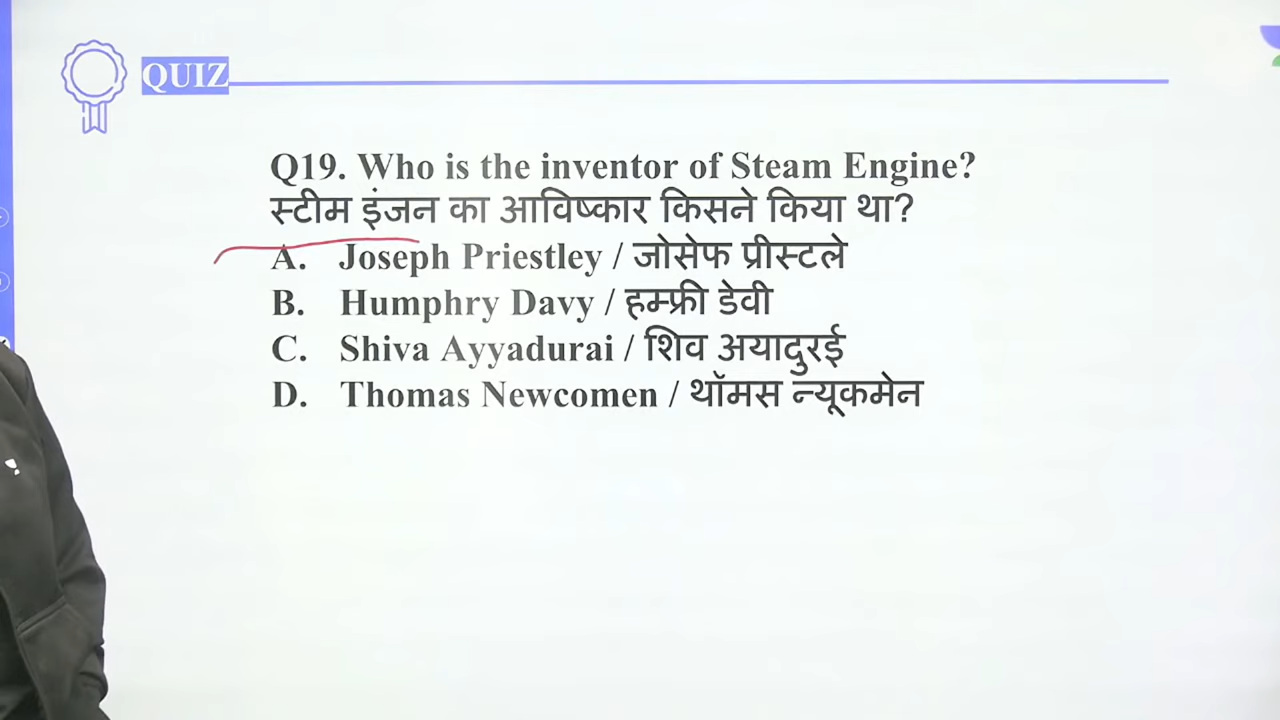 QUIZ
Q19. Who is the inventor of Steam Engine?
स्टीम इंजन का आविष्कार किसने किया था?
A. Joseph Priestley / जोसेफ प्रीस्टले
B. Humphry Davy / हम्फ्री डेवी
C. Shiva Ayyadurai / शिव अयादुरई
D. Thomas Newcomen / थॉमस न्यूकमेन